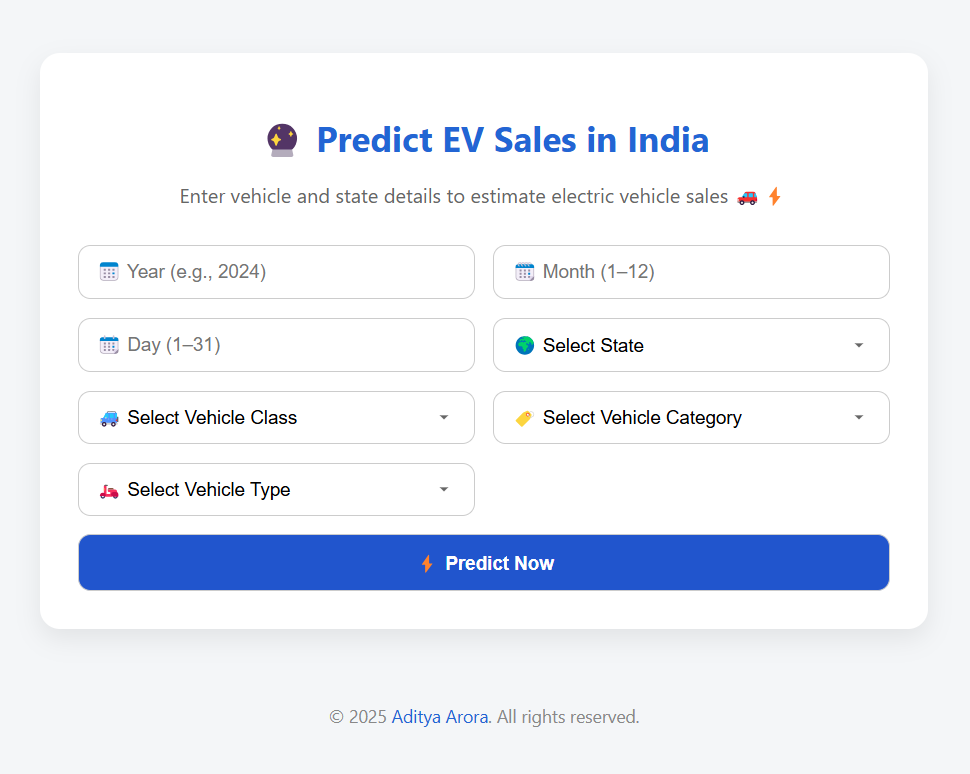 🔮 Predict EV Sales in India
Enter vehicle and state details to estimate electric vehicle sales 🚗⚡
📅 Year (e.g., 2024)
📆 Month (1–12)
🗓️ Day (1–31)
🌍 Select State
🚙 Select Vehicle Class
🏷️ Select Vehicle Category
🛵 Select Vehicle Type
⚡ Predict Now
© 2025 Aditya Arora. All rights reserved.